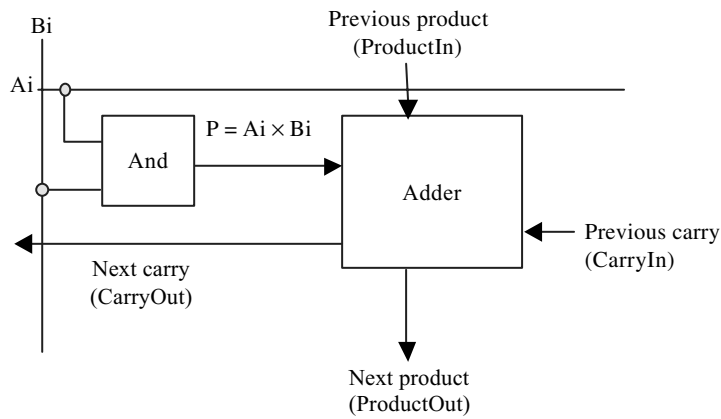 Previous product
(ProductIn)
Bi
Ai
P = Ai × Bi
And
Adder
Previous carry
(CarryIn)
Next carry
(CarryOut)
Next product
(ProductOut)